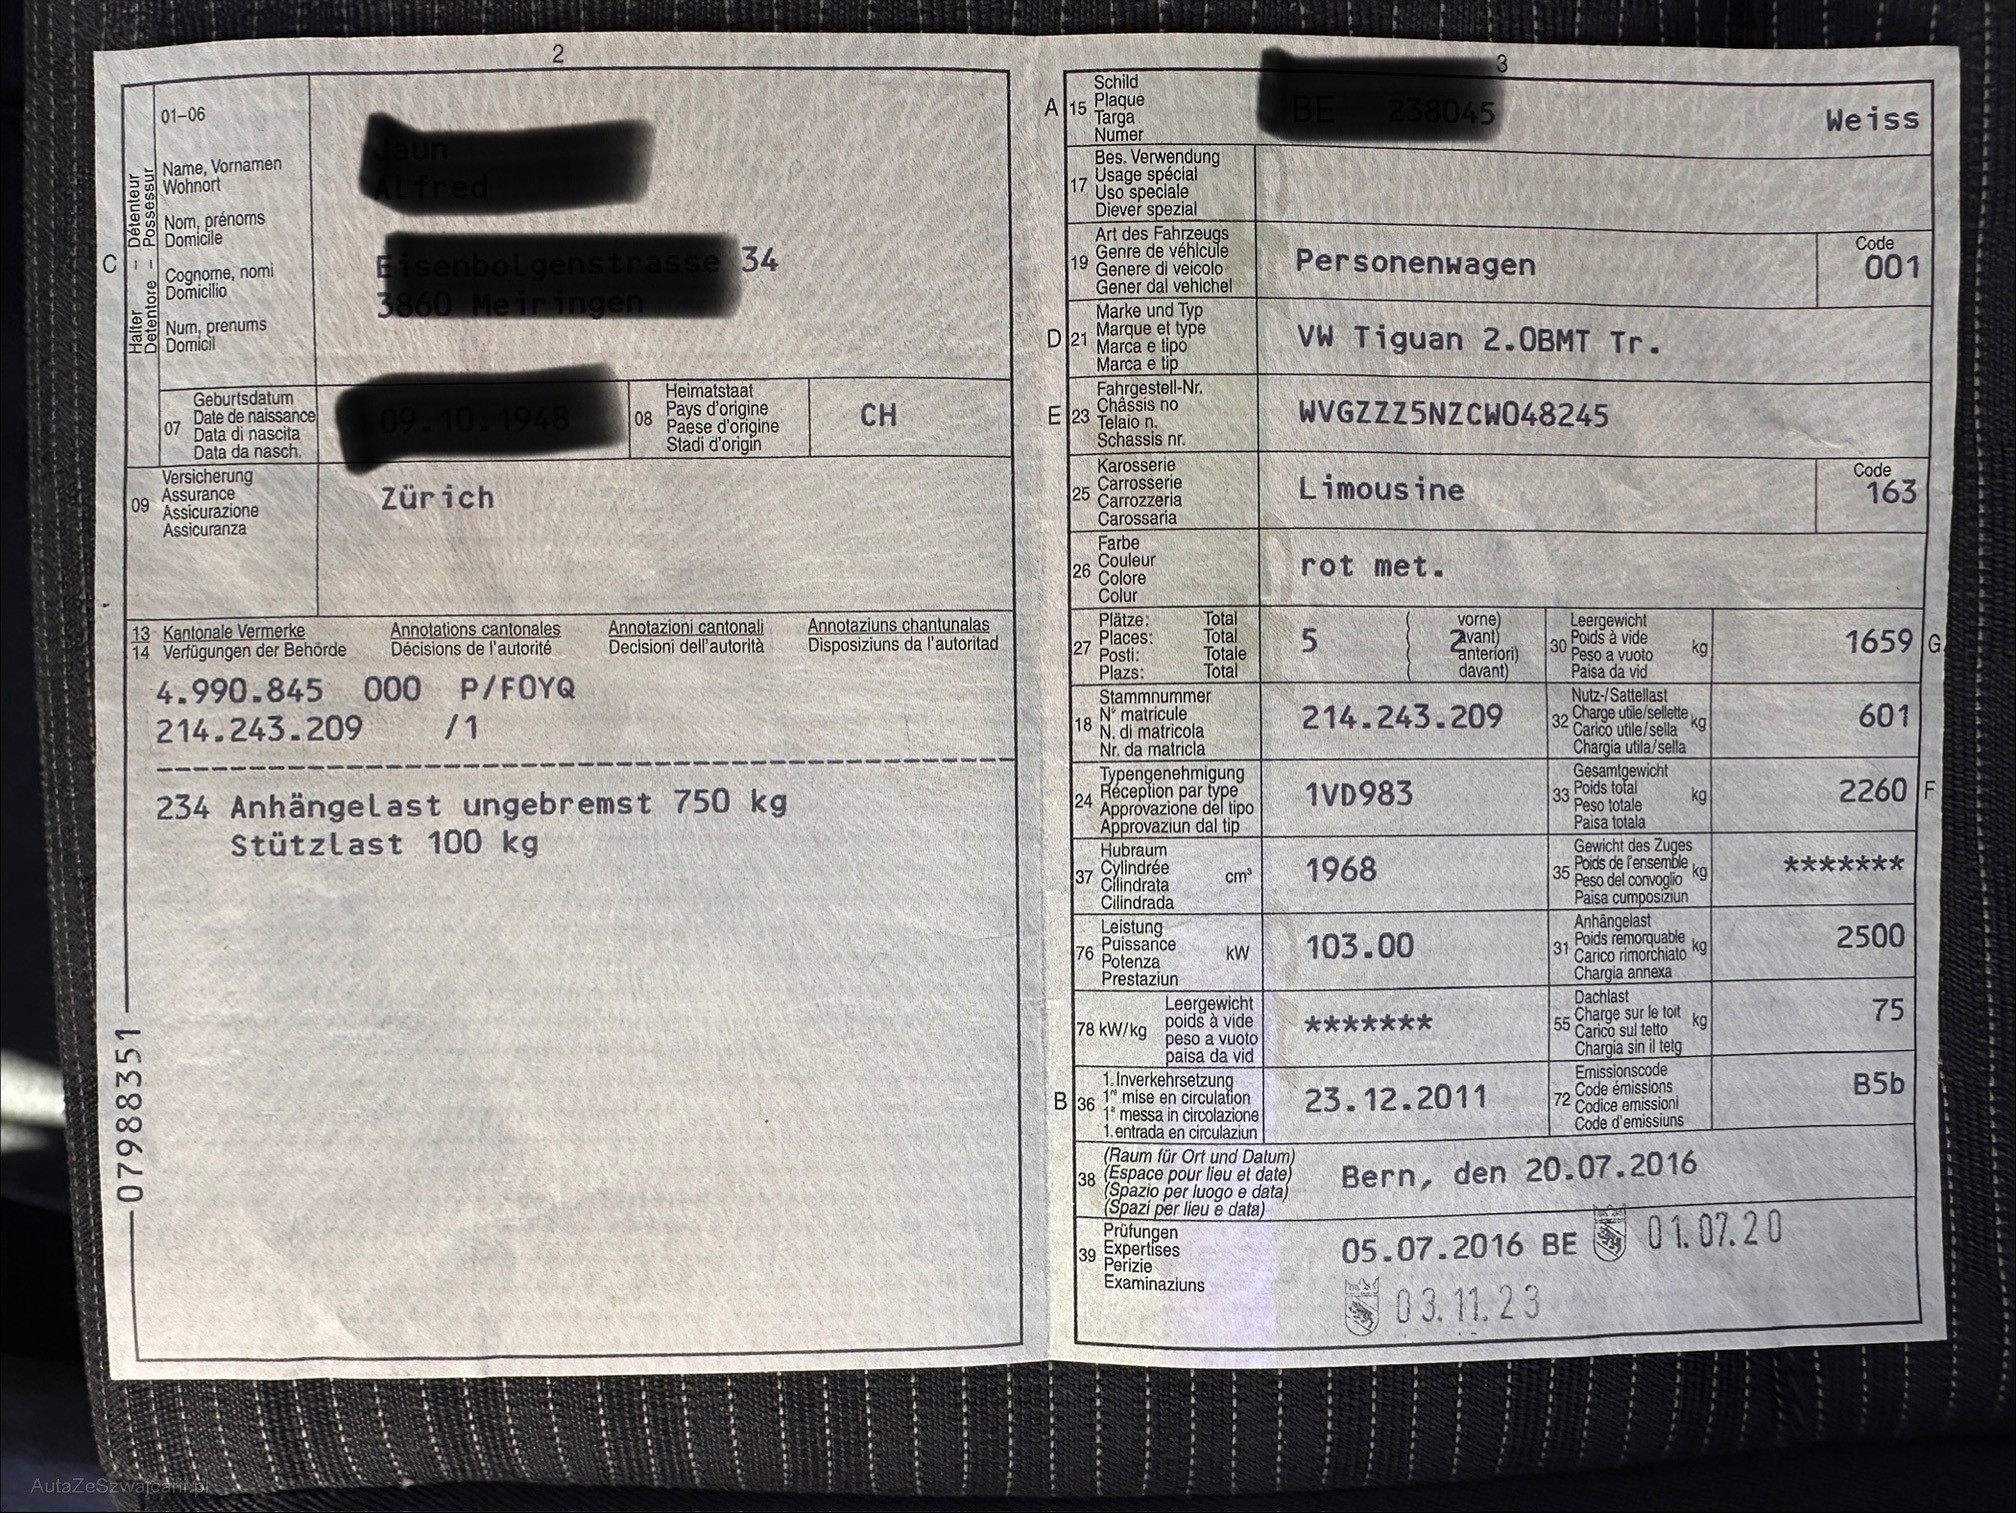 2
01–06
Name, Vornamen
Wohnort
Nom, prénoms
Domicile
Cognome, nomi
Domicilio
Num, prenums
Domicil
C
Halter – Détenteur
Detentore – Possessur
34
07
Geburtsdatum
Date de naissance
Data di nascita
Data da nasch.
08
Heimatstaat
Pays d'origine
Paese d'origine
Stadi d'origin
CH
09
Versicherung
Assurance
Assicurazione
Assicuranza
Zürich
13 Kantonale Vermerke Annotations cantonales Annotazioni cantonali Annotaziuns chantunalas
14 Verfügungen der Behörde Décisions de l'autorité Decisioni dell'autorità Disposiziuns da l'autoritad
4.990.845 000 P/FOYQ
214.243.209 /1
234 Anhängelast ungebremst 750 kg
Stützlast 100 kg
07988351
3
A 15
Schild
Plaque
Targa
Numer
Weiss
17
Bes. Verwendung
Usage spécial
Uso speciale
Diever spezial
19
Art des Fahrzeugs
Genre de véhicule
Genere di veicolo
Gener dal vehichel
Personenwagen
Code
001
D 21
Marke und Typ
Marque et type
Marca e tipo
Marca e tip
VW Tiguan 2.0BMT Tr.
E 23
Fahrgestell-Nr.
Châssis no
Telaio n.
Schassis nr.
WVGZZZ5NZCW048245
25
Karosserie
Carrosserie
Carrozzeria
Carossaria
Limousine
Code
163
26
Farbe
Couleur
Colore
Colur
rot met.
27
Plätze: Total
Places: Total
Posti: Totale
Plazs: Total
5
( vorne)
2
avant)
anteriori)
( davant)
30
Leergewicht
Poids à vide
Peso a vuoto
Paisa da vid
kg
1659 G
18
Stammnummer
N° matricule
N. di matricola
Nr. da matricla
214.243.209
32
Nutz-/Sattellast
Charge utile/sellette
Carico utile/sella
Chargia utila/sella
kg
601
24
Typengenehmigung
Réception par type
Approvazione del tipo
Approvaziun dal tip
1VD983
33
Gesamtgewicht
Poids total
Peso totale
Paisa totala
kg
2260 F
37
Hubraum
Cylindrée
Cilindrata
Cilindrada
cm³
1968
35
Gewicht des Zuges
Poids de l'ensemble
Peso del convoglio
Paisa cumposiziun
kg
*******
76
Leistung
Puissance
Potenza
Prestaziun
kW
103.00
31
Anhängelast
Poids remorquable
Carico rimorchiato
Chargia annexa
kg
2500
78 kW/kg
Leergewicht
poids à vide
peso a vuoto
paisa da vid
*******
55
Dachlast
Charge sur le toit
Carico sul tetto
Chargia sin il tetg
kg
75
B 36
1. Inverkehrsetzung
1re mise en circulation
1a messa in circolazione
1. entrada en circulaziun
23.12.2011
72
Emissionscode
Code émissions
Codice emissioni
Code d'emissiuns
B5b
38
(Raum für Ort und Datum)
(Espace pour lieu et date)
(Spazio per luogo e data)
(Spazi per lieu e data)
Bern, den 20.07.2016
39
Prüfungen
Expertises
Perizie
Examinaziuns
05.07.2016 BE 01.07.20
03.11.23
AutaZeSzwajcarii.pl